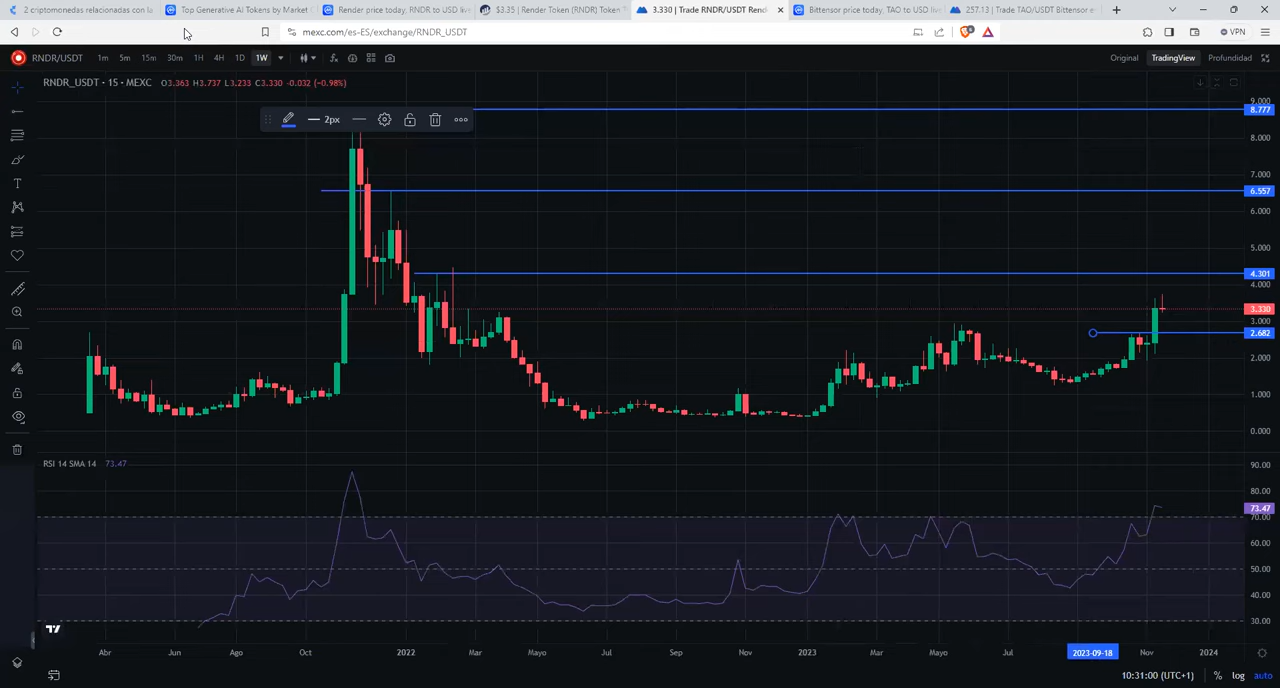 2 criptomonedas relacionadas con la
Top Generative AI Tokens by Market
Render price today, RNDR to USD live
$3.35 | Render Token (RNDR) Token
3.330 | Trade RNDR/USDT Rende
Bittensor price today, TAO to USD live
257.13 | Trade TAO/USDT Bittensor e
mexc.com/es-ES/exchange/RNDR_USDT
VPN
RNDR/USDT 1m 5m 15m 30m 1H 4H 1D 1W
Original TradingView Profundidad
RNDR_USDT · 15 · MEXC O3.363 H3.737 L3.233 C3.330 -0.032 (-0.98%)
2px
9.000
8.777
8.000
7.000
6.557
6.000
5.000
4.301
4.000
3.330
3.000
2.682
2.000
1.000
0.000
RSI 14 SMA 14 73.47
90.00
80.00
73.47
70.00
60.00
50.00
40.00
30.00
Abr Jun Ago Oct 2022 Mar Mayo Jul Sep Nov 2023 Mar Mayo Jul 2023-09-18 Nov 2024
10:31:00 (UTC+1) % log auto